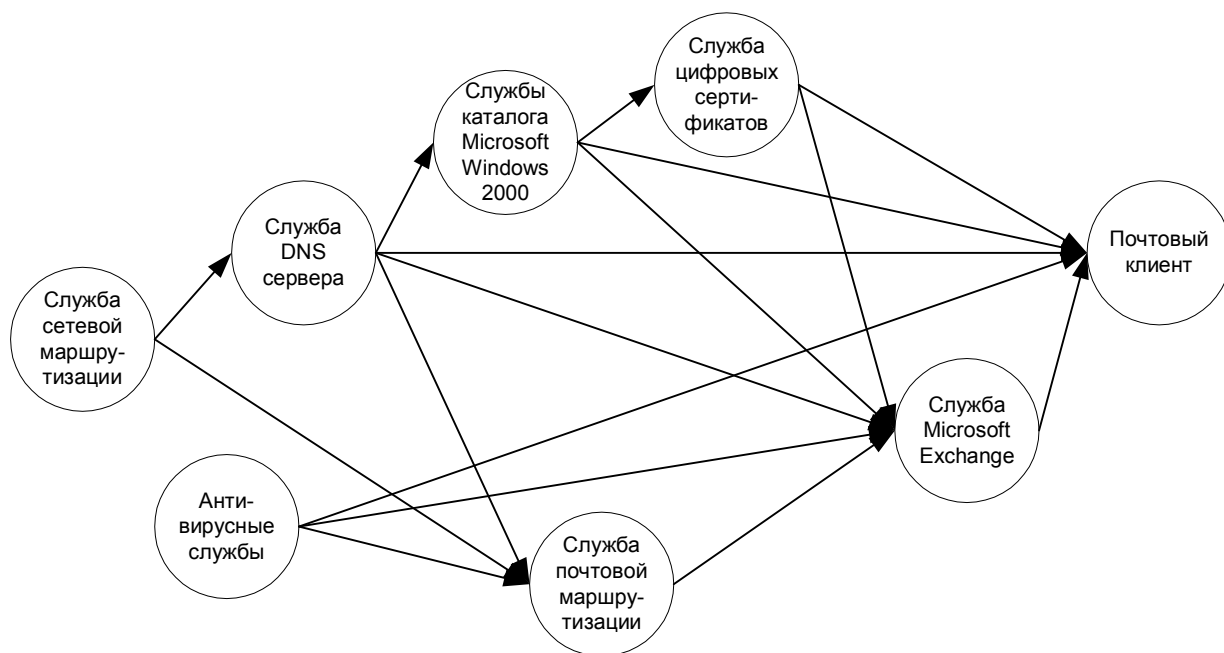 Служба
цифровых
серти-
фикатов
Службы
каталога
Microsoft
Windows
2000
Служба
DNS
сервера
Почтовый
клиент
Служба
сетевой
маршру-
тизации
Служба
Microsoft
Exchange
Анти-
вирусные
службы
Служба
почтовой
маршру-
тизации